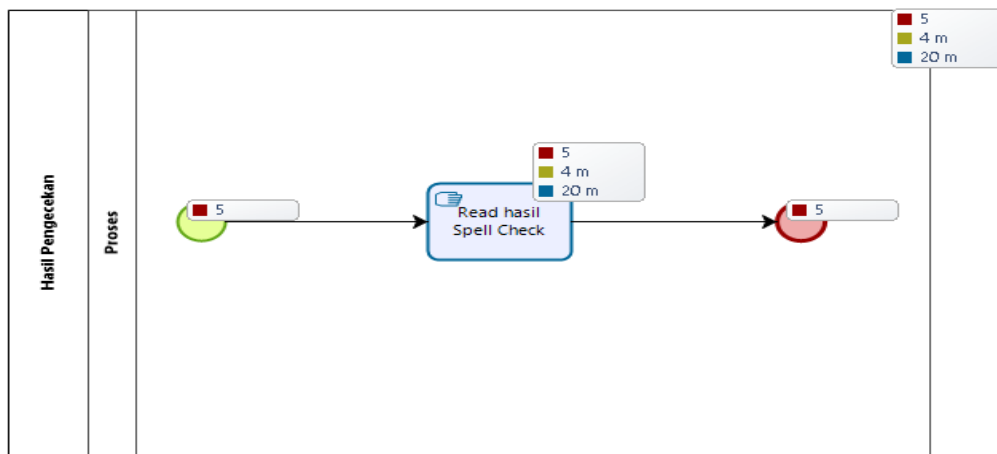 5
4 m
20 m
Hasil Pengecekan
Proses
5
5
4 m
20 m
Read hasil
Spell Check
5